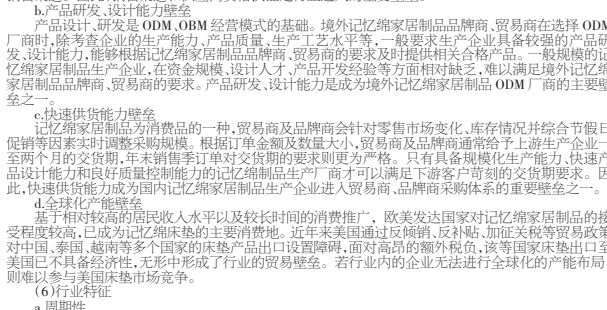 b.产品研发、设计能力壁垒
产品设计、研发是 ODM、OBM 经营模式的基础。境外记忆绵家居制品品牌商、贸易商在选择 ODM
厂商时,除考查企业的生产能力、产品质量、生产工艺水平等,一般要求生产企业具备较强的产品研
发、设计能力,能够根据记忆绵家居制品品牌商、贸易商的要求及时提供相关合格产品。一般规模的记
忆绵家居制品生产企业,在资金规模、设计人才、产品开发经验等方面相对缺乏,难以满足境外记忆绵
家居制品品牌商、贸易商的要求。产品研发、设计能力是成为境外记忆绵家居制品 ODM 厂商的主要壁
垒之一。
c.快速供货能力壁垒
记忆绵家居制品为消费品的一种,贸易商及品牌商会针对零售市场变化、库存情况并综合节假日
促销等因素实时调整采购规模。根据订单金额及数量大小,贸易商及品牌商通常给予上游生产企业一
至两个月的交货期,年末销售季订单对交货期的要求则更为严格。只有具备规模化生产能力、快速产
品设计能力和良好质量控制能力的记忆绵制品生产厂商才可以满足下游客户苛刻的交货期要求。因
此,快速供货能力成为国内记忆绵家居制品生产企业进入贸易商、品牌商采购体系的重要壁垒之一。
d.全球化产能壁垒
基于相对较高的居民收入水平以及较长时间的消费推广，欧美发达国家对记忆绵家居制品的接
受程度较高,已成为记忆绵床垫的主要消费地。近年来美国通过反倾销、反补贴、加征关税等贸易政策
对中国、泰国、越南等多个国家的床垫产品出口设置障碍,面对高昂的额外税负,该等国家床垫出口至
美国已不具备经济性,无形中形成了行业的贸易壁垒。若行业内的企业无法进行全球化的产能布局
则难以参与美国床垫市场竞争。
(6)行业特征
a.周期性